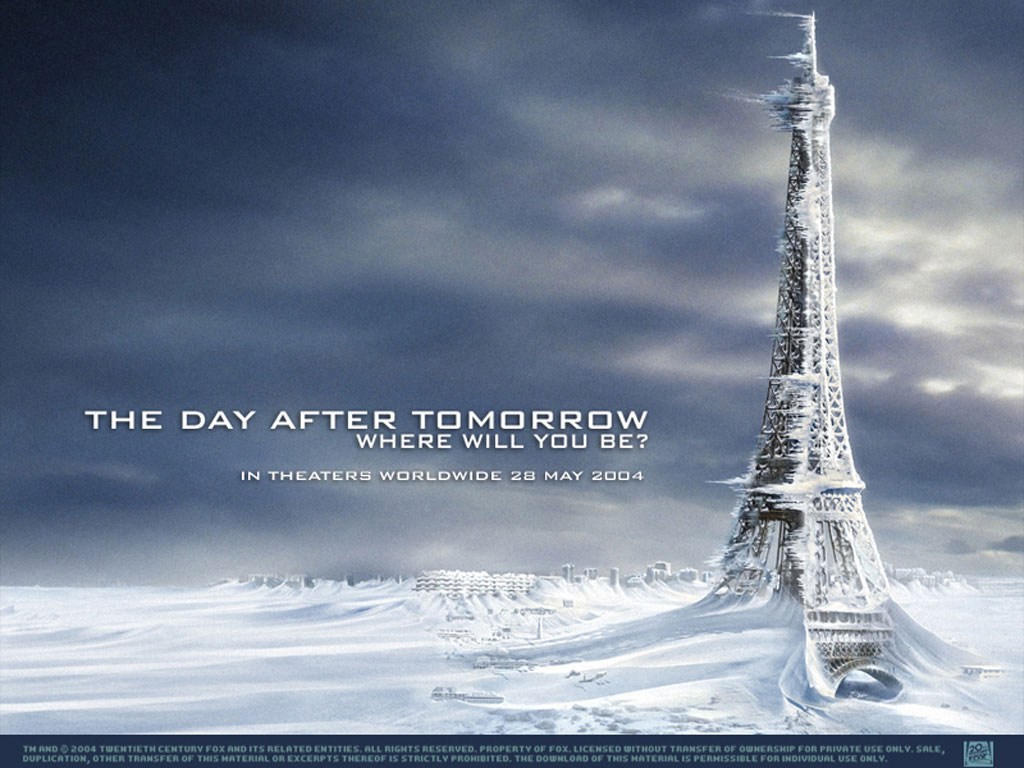 THE DAY AFTER TOMORROW
WHERE WILL YOU BE?
IN THEATERS WORLDWIDE 28 MAY 2004
TM AND © 2004 TWENTIETH CENTURY FOX AND ITS RELATED ENTITIES. ALL RIGHTS RESERVED. PROPERTY OF FOX. LICENSED WITHOUT TRANSFER OF OWNERSHIP FOR PRIVATE USE ONLY. SALE,
DUPLICATION, OTHER TRANSFER OF THIS MATERIAL OR EXCERPTS THEREOF IS STRICTLY PROHIBITED. THE DOWNLOAD OF THIS MATERIAL IS PERMISSIBLE FOR INDIVIDUAL USE ONLY.
20
FOX